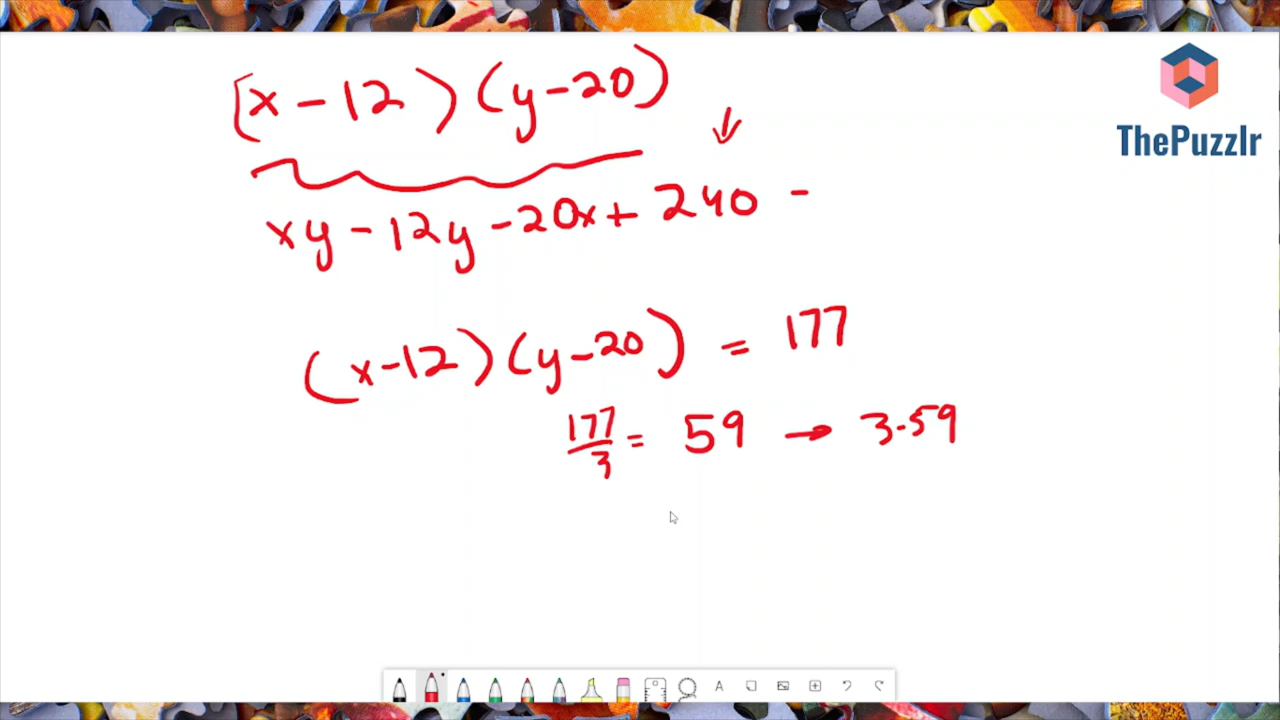 (x-12)(y-20)
↓
ThePuzzlr
xy-12y-20x+240 -
(x-12)(y-20) = 177
177/3 = 59 → 3·59
A